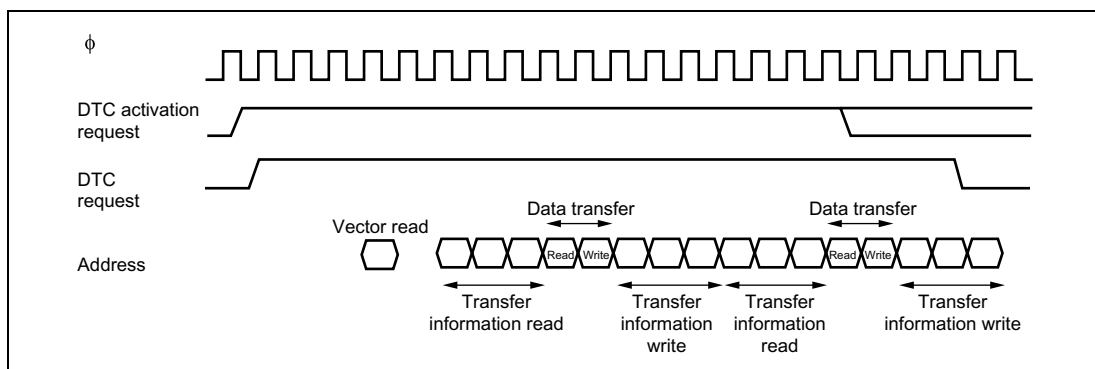 ϕ
DTC activation
request
DTC
request
Data transfer
Data transfer
Vector read
Address
Read
Write
Read
Write
Transfer
information read
Transfer
information
write
Transfer
information
read
Transfer
information write